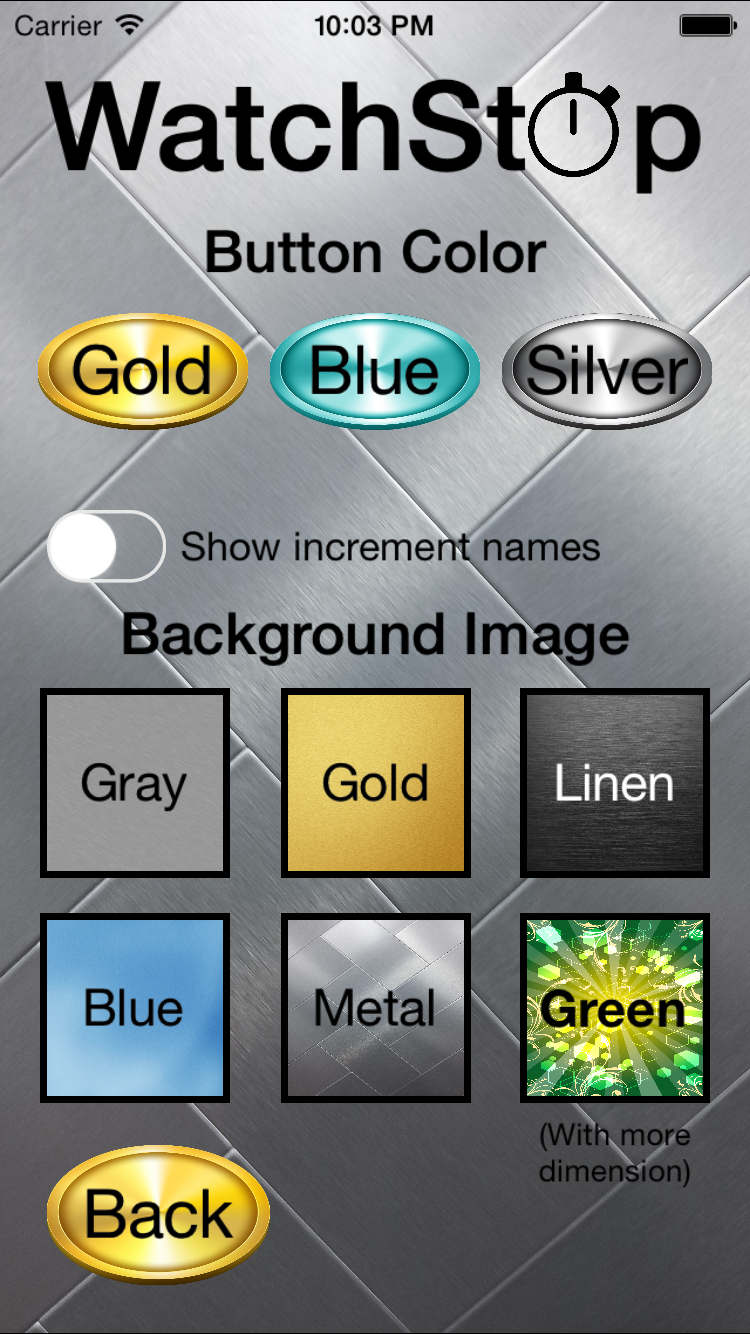 Carrier 10:03 PM
WatchStop
Button Color
Gold Blue Silver
Show increment names
Background Image
Gray Gold Linen
Blue Metal Green
(With more
dimension)
Back